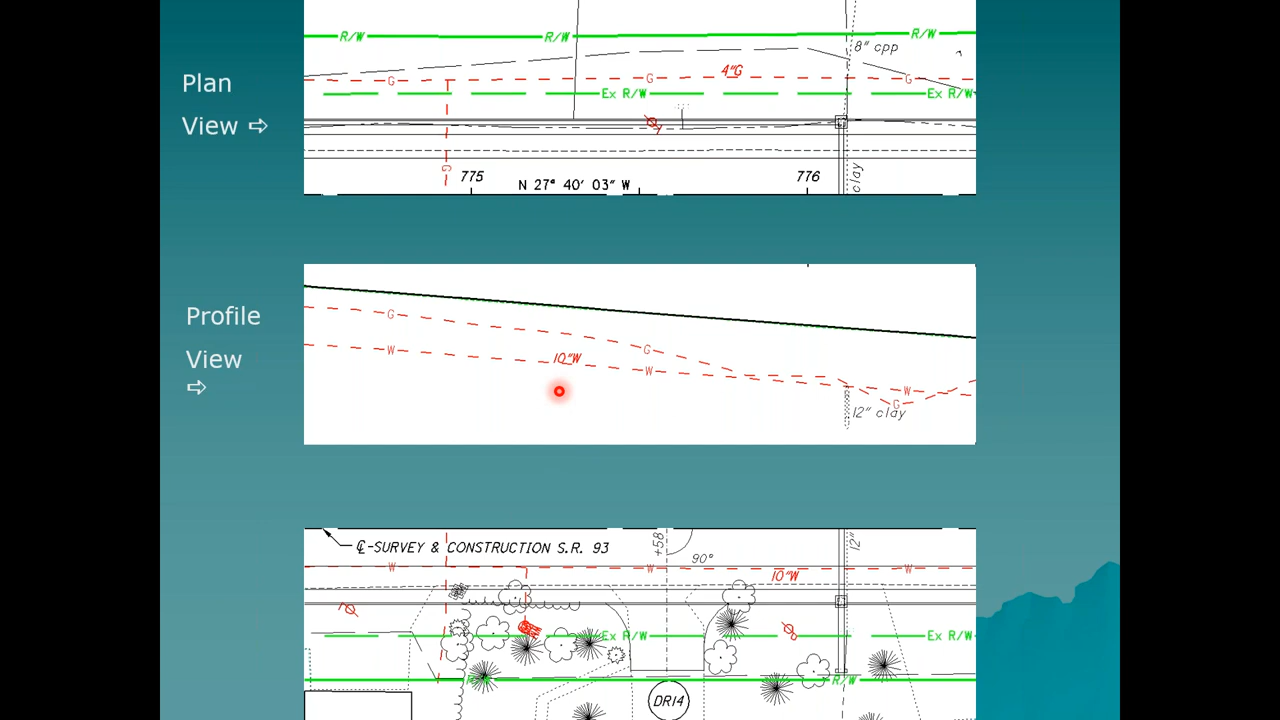 R/W R/W R/W
8" cpp
Plan
View ⇨
G G 4"G G
Ex R/W Ex R/W
G
clay
775 N 27° 40' 03" W 776
Profile
View
⇨
G
W 10"W G
W W
G
12" clay
℄-SURVEY & CONSTRUCTION S.R. 93
+58
90°
12"
W W 10"W W
Ex R/W Ex R/W
R/W
DR14